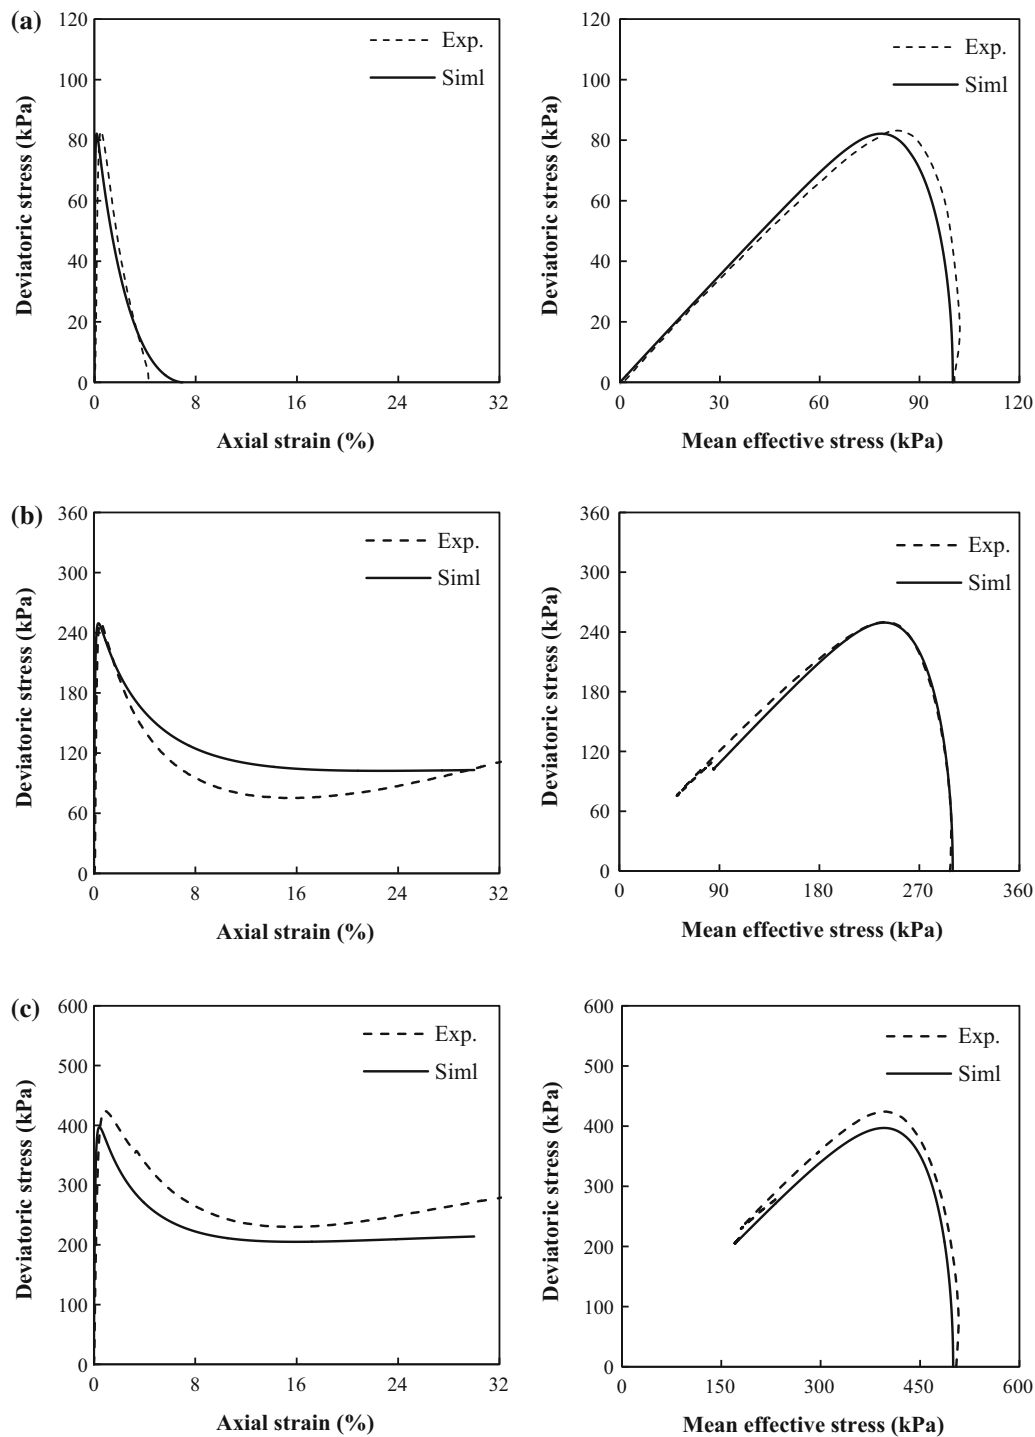 (a)
120
100
80
60
40
20
0
Deviatoric stress (kPa)
Exp.
Siml
0 8 16 24 32
Axial strain (%)
120
100
80
60
40
20
0
Deviatoric stress (kPa)
Exp.
Siml
0 30 60 90 120
Mean effective stress (kPa)
(b)
360
300
240
180
120
60
0
Deviatoric stress (kPa)
Exp.
Siml
0 8 16 24 32
Axial strain (%)
360
300
240
180
120
60
0
Deviatoric stress (kPa)
Exp.
Siml
0 90 180 270 360
Mean effective stress (kPa)
(c)
600
500
400
300
200
100
0
Deviatoric stress (kPa)
Exp.
Siml
0 8 16 24 32
Axial strain (%)
600
500
400
300
200
100
0
Deviatoric stress (kPa)
Exp.
Siml
0 150 300 450 600
Mean effective stress (kPa)